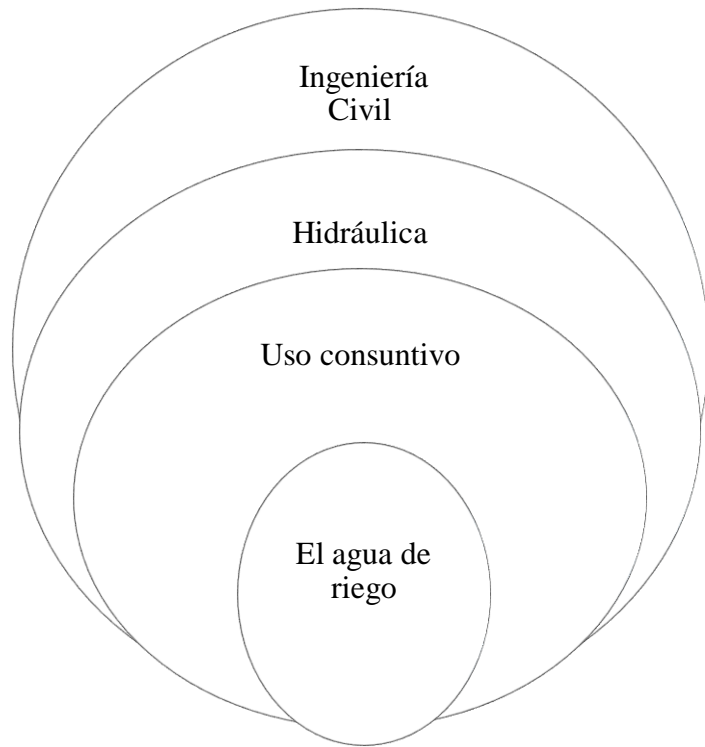 Ingeniería
Civil
Hidráulica
Uso consuntivo
El agua de
riego